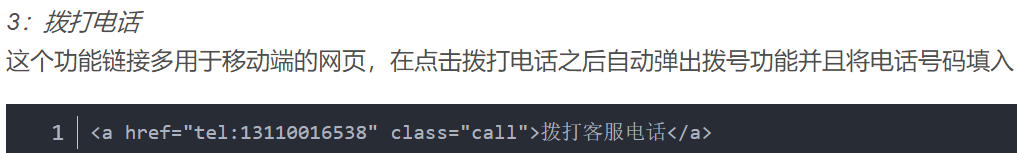 3：拨打电话
这个功能链接多用于移动端的网页，在点击拨打电话之后自动弹出拨号功能并且将电话号码填入
1 <a href="tel:13110016538" class="call">拨打客服电话</a>